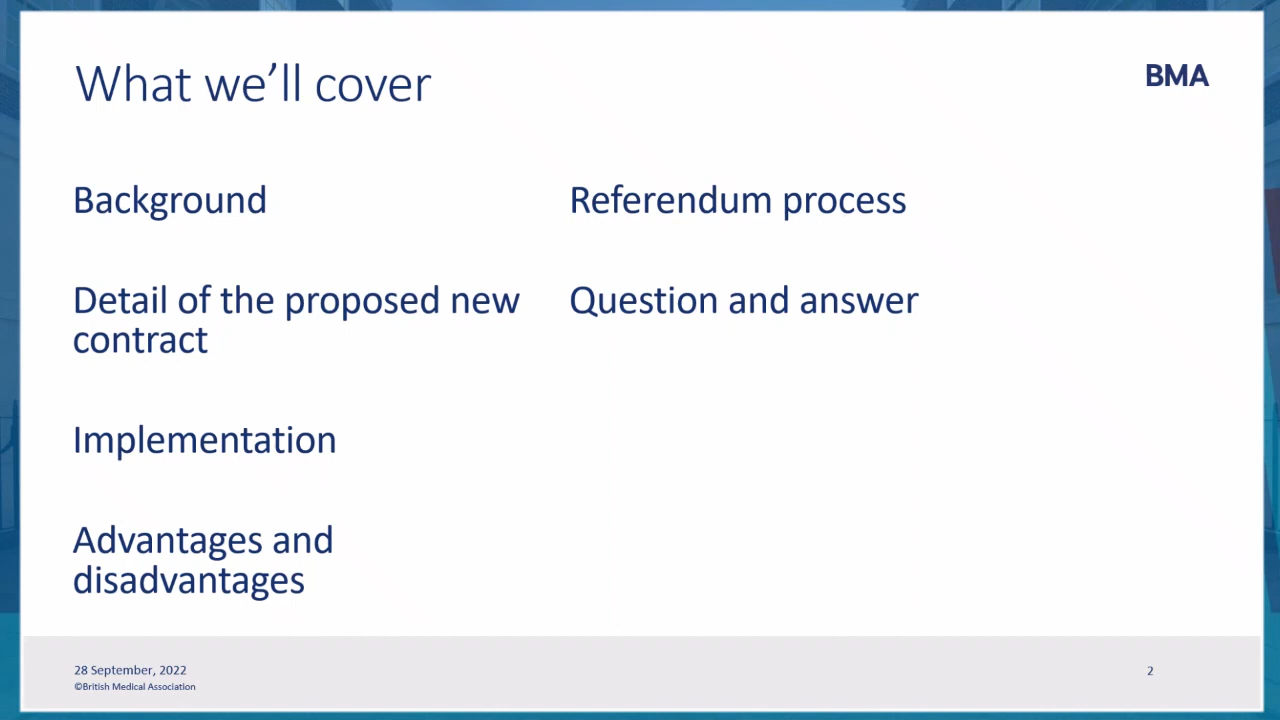 What we’ll cover
BMA
Background
Detail of the proposed new
contract
Implementation
Advantages and
disadvantages
Referendum process
Question and answer
28 September, 2022
©British Medical Association
2